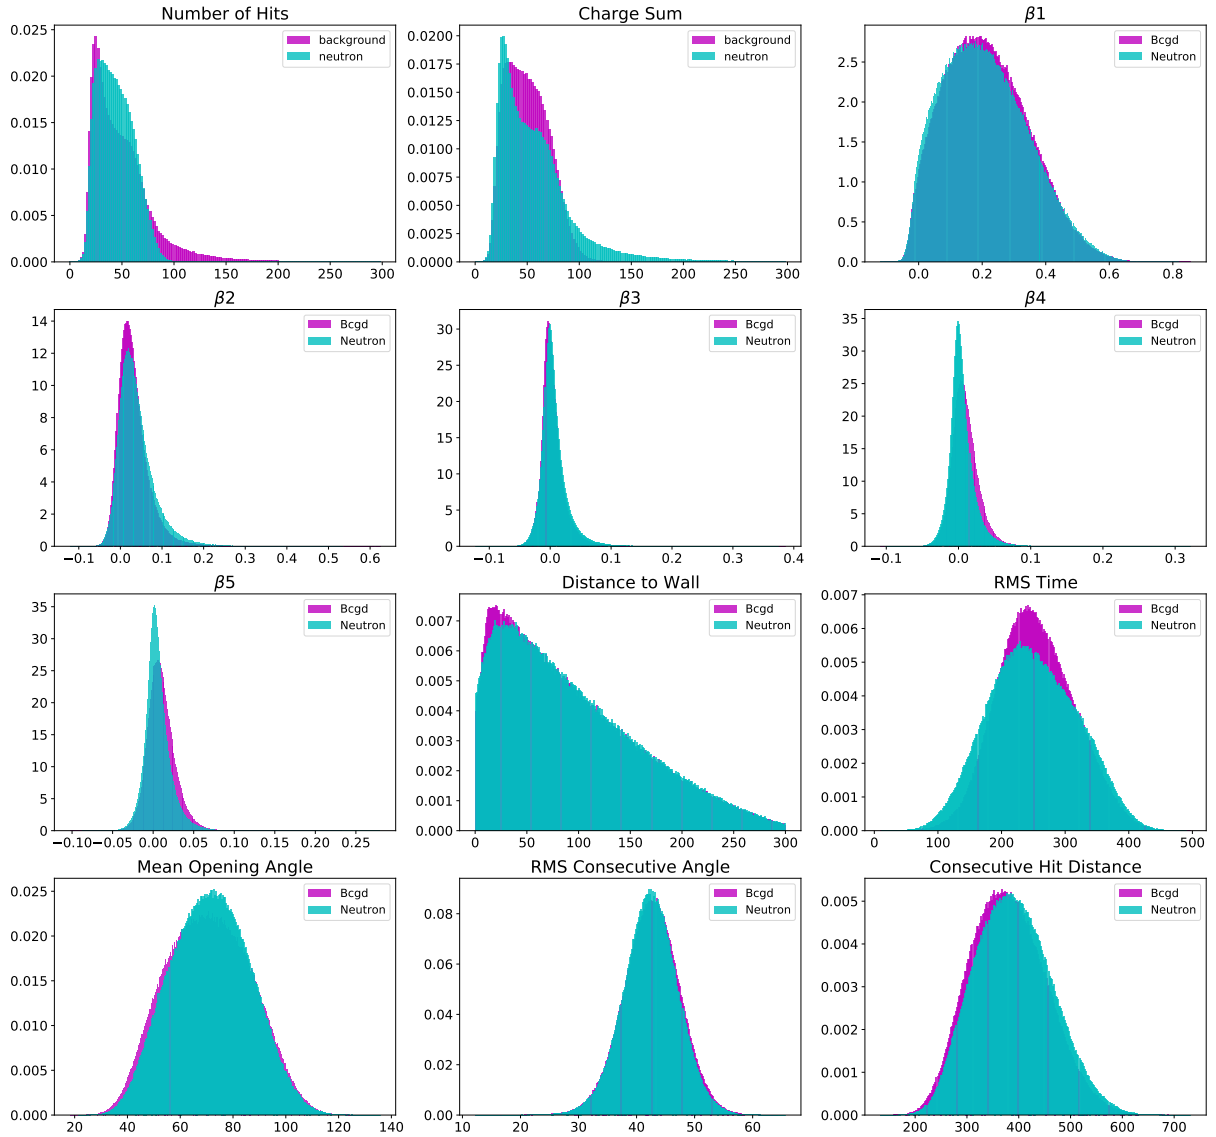 Number of Hits
0.025
0.020
0.015
0.010
0.005
0.000
0 50 100 150 200 250 300
background
neutron
Charge Sum
0.0200
0.0175
0.0150
0.0125
0.0100
0.0075
0.0050
0.0025
0.0000
0 50 100 150 200 250 300
background
neutron
β1
2.5
2.0
1.5
1.0
0.5
0.0
0.0 0.2 0.4 0.6 0.8
Bcgd
Neutron
β2
14
12
10
8
6
4
2
0
−0.1 0.0 0.1 0.2 0.3 0.4 0.5 0.6
Bcgd
Neutron
β3
30
25
20
15
10
5
0
−0.1 0.0 0.1 0.2 0.3 0.4
Bcgd
Neutron
β4
35
30
25
20
15
10
5
0
−0.1 0.0 0.1 0.2 0.3
Bcgd
Neutron
β5
35
30
25
20
15
10
5
0
−0.10 −0.05 0.00 0.05 0.10 0.15 0.20 0.25
Bcgd
Neutron
Distance to Wall
0.007
0.006
0.005
0.004
0.003
0.002
0.001
0.000
0 50 100 150 200 250 300
Bcgd
Neutron
RMS Time
0.007
0.006
0.005
0.004
0.003
0.002
0.001
0.000
0 100 200 300 400 500
Bcgd
Neutron
Mean Opening Angle
0.025
0.020
0.015
0.010
0.005
0.000
20 40 60 80 100 120 140
Bcgd
Neutron
RMS Consecutive Angle
0.08
0.06
0.04
0.02
0.00
10 20 30 40 50 60
Bcgd
Neutron
Consecutive Hit Distance
0.005
0.004
0.003
0.002
0.001
0.000
200 300 400 500 600 700
Bcgd
Neutron